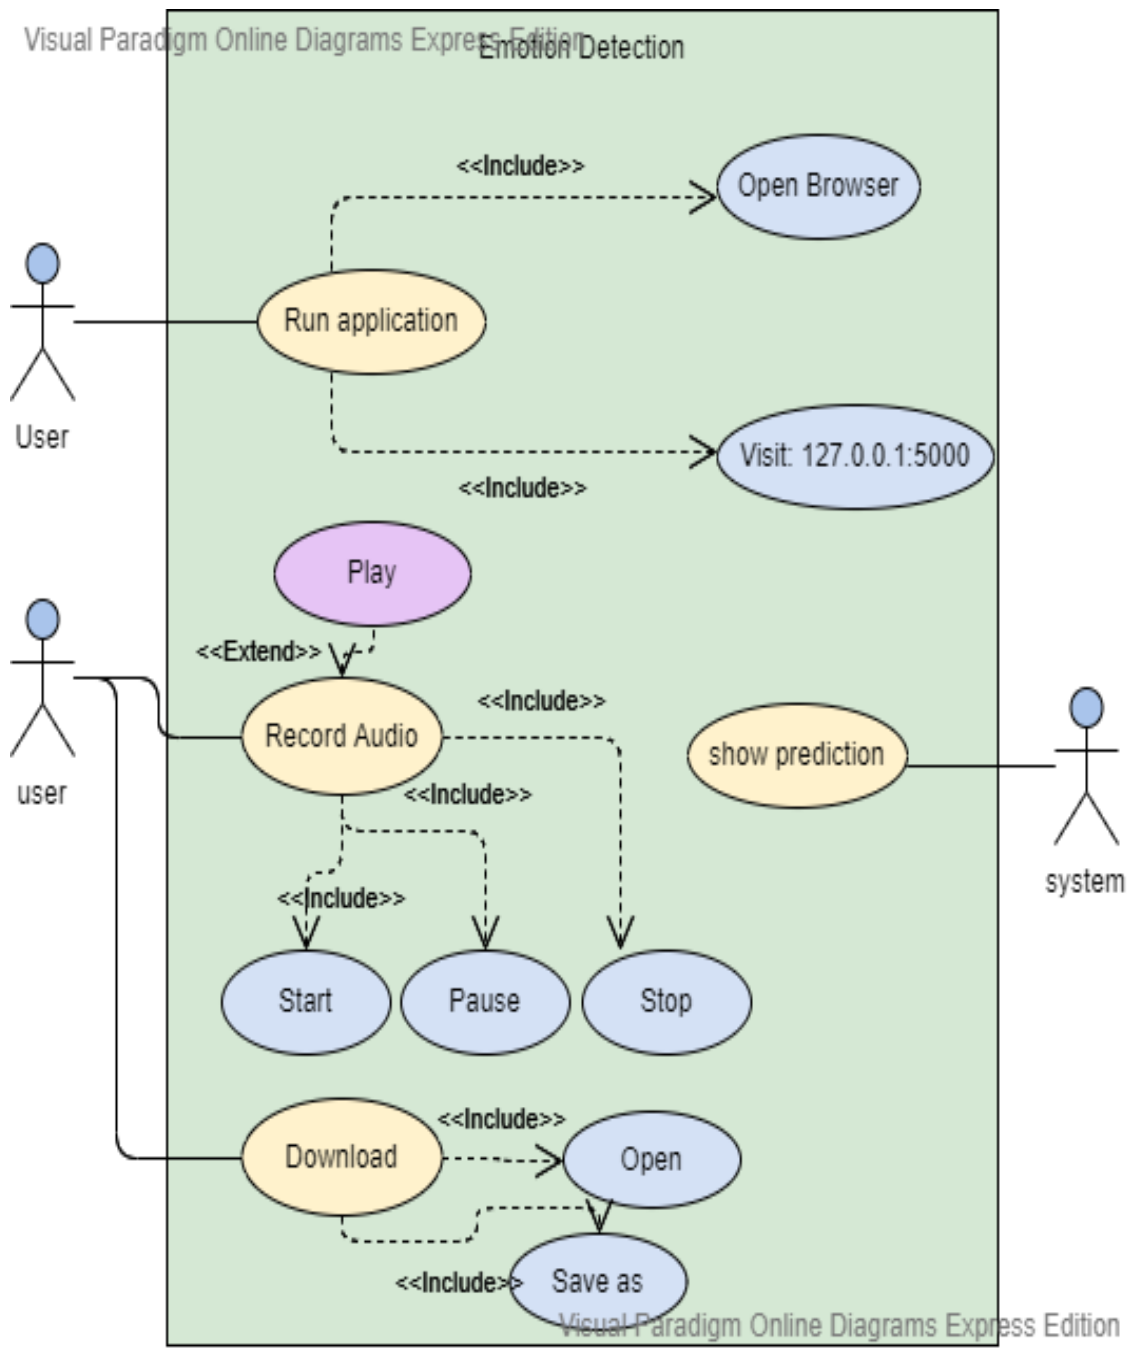 Visual Paradigm Online Diagrams Express Edition
Emotion Detection
<<Include>>
Open Browser
Run application
User
Visit: 127.0.0.1:5000
<<Include>>
Play
<<Extend>>
<<Include>>
Record Audio
show prediction
user
<<Include>>
system
<<Include>>
Start
Pause
Stop
<<Include>>
Download
Open
<<Include>>
Save as
Visual Paradigm Online Diagrams Express Edition